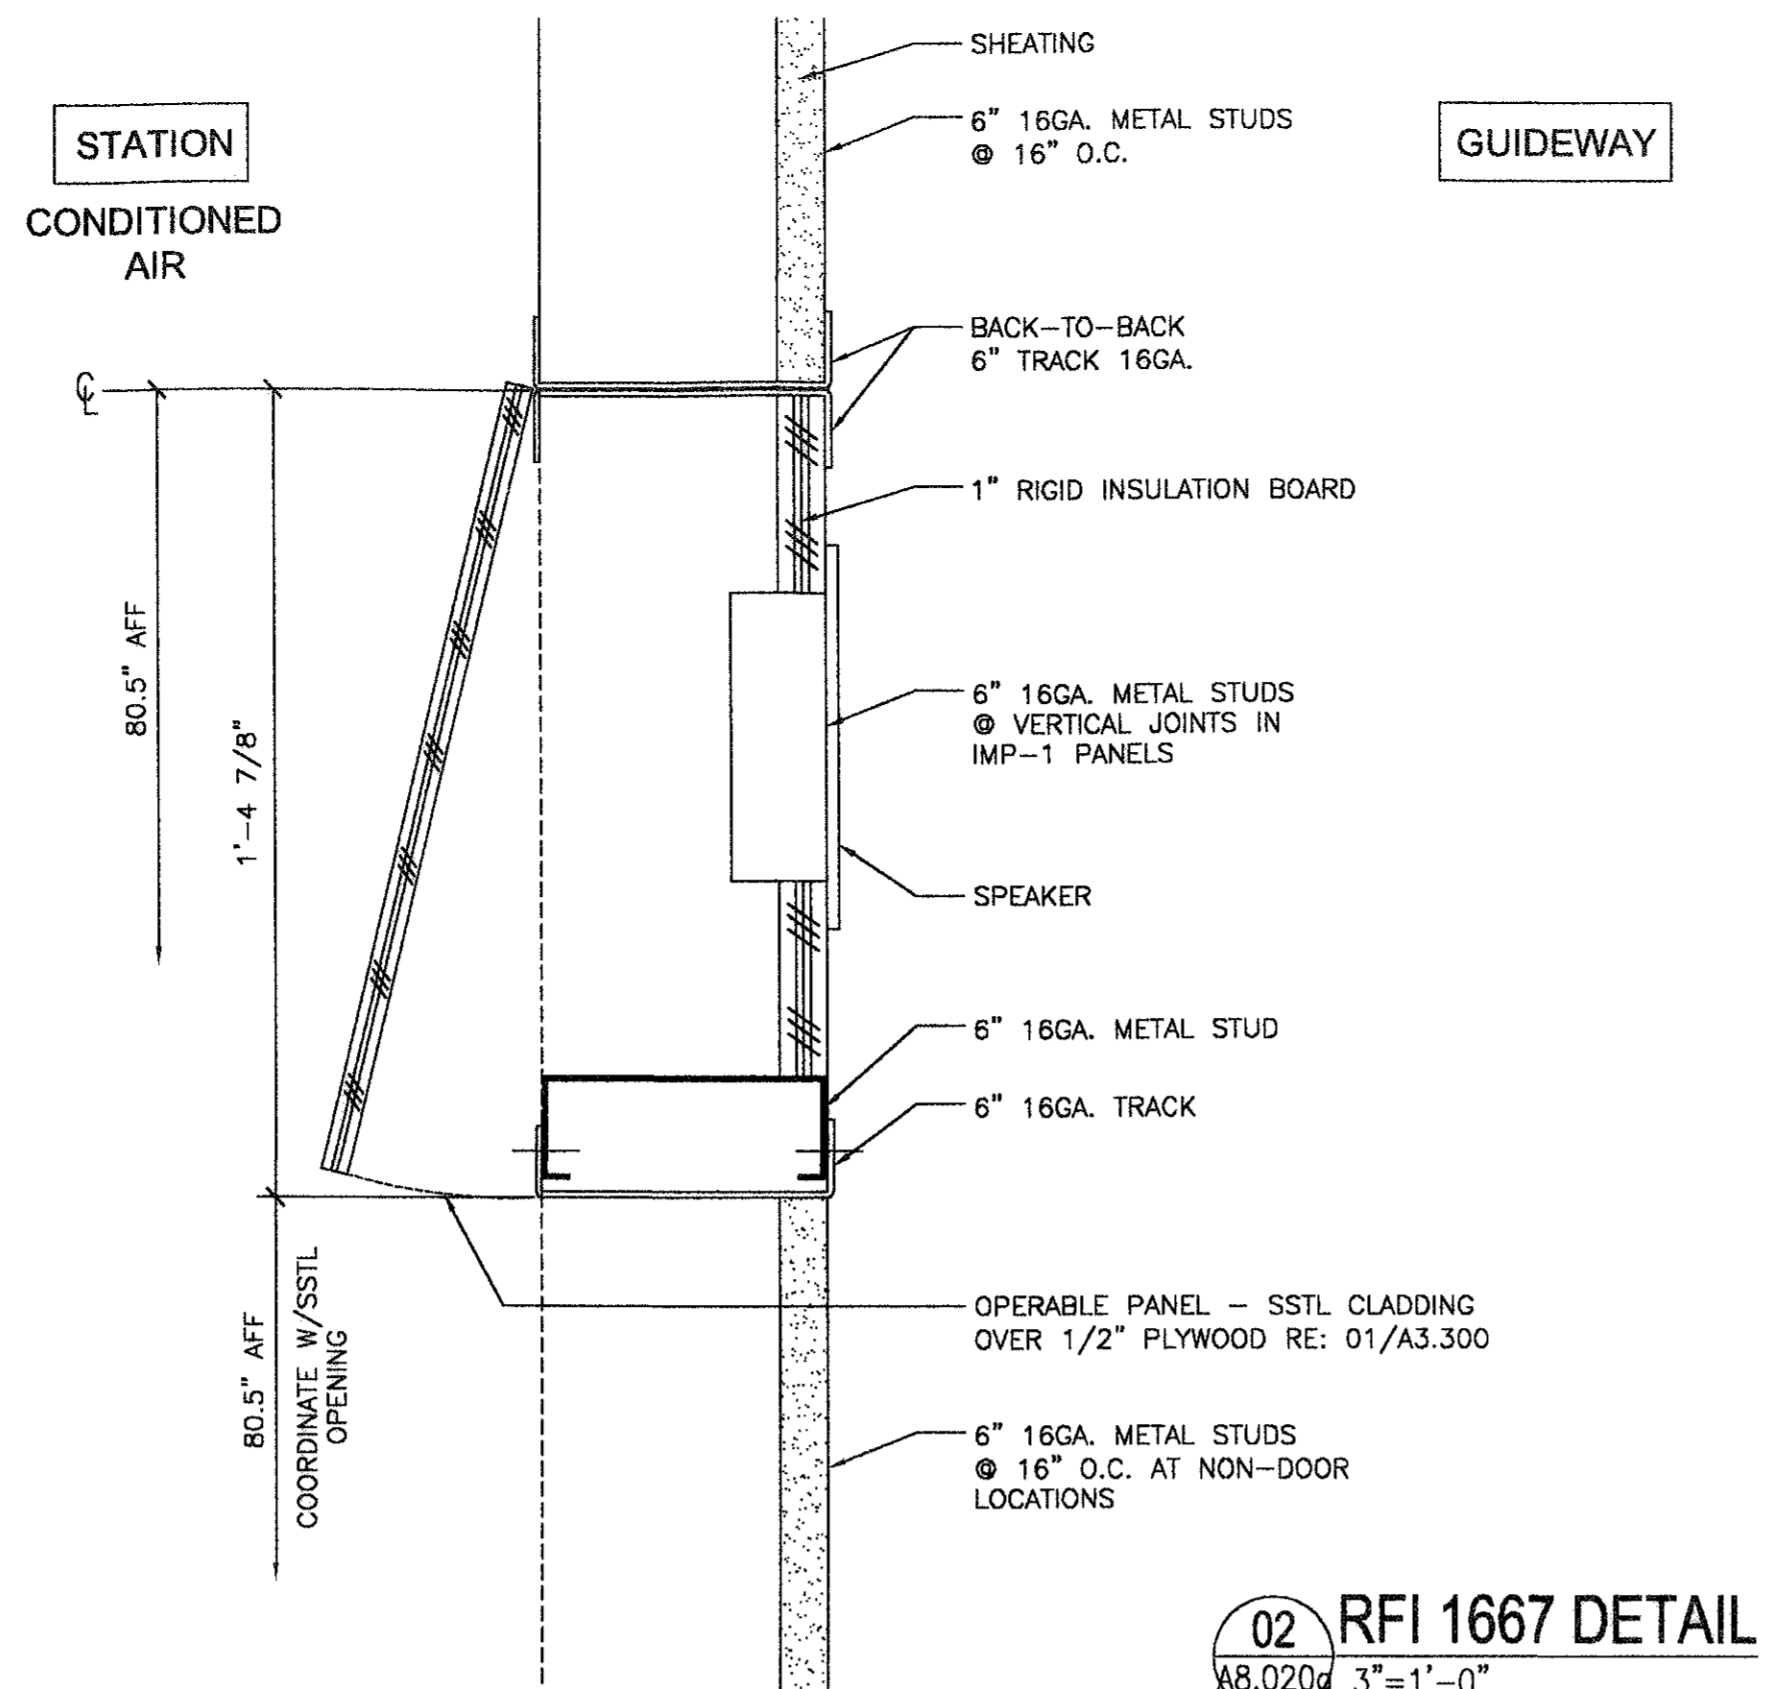 SHEATING
6" 16GA. METAL STUDS
@ 16" O.C.
STATION
GUIDEWAY
CONDITIONED
AIR
BACK-TO-BACK
6" TRACK 16GA.
℄
1" RIGID INSULATION BOARD
80.5" AFF
1'-4 7/8"
6" 16GA. METAL STUDS
@ VERTICAL JOINTS IN
IMP-1 PANELS
SPEAKER
6" 16GA. METAL STUD
6" 16GA. TRACK
80.5" AFF
COORDINATE W/SSTL
OPENING
OPERABLE PANEL - SSTL CLADDING
OVER 1/2" PLYWOOD RE: 01/A3.300
6" 16GA. METAL STUDS
@ 16" O.C. AT NON-DOOR
LOCATIONS
02
RFI 1667 DETAIL
A8.020g
3"=1'-0"